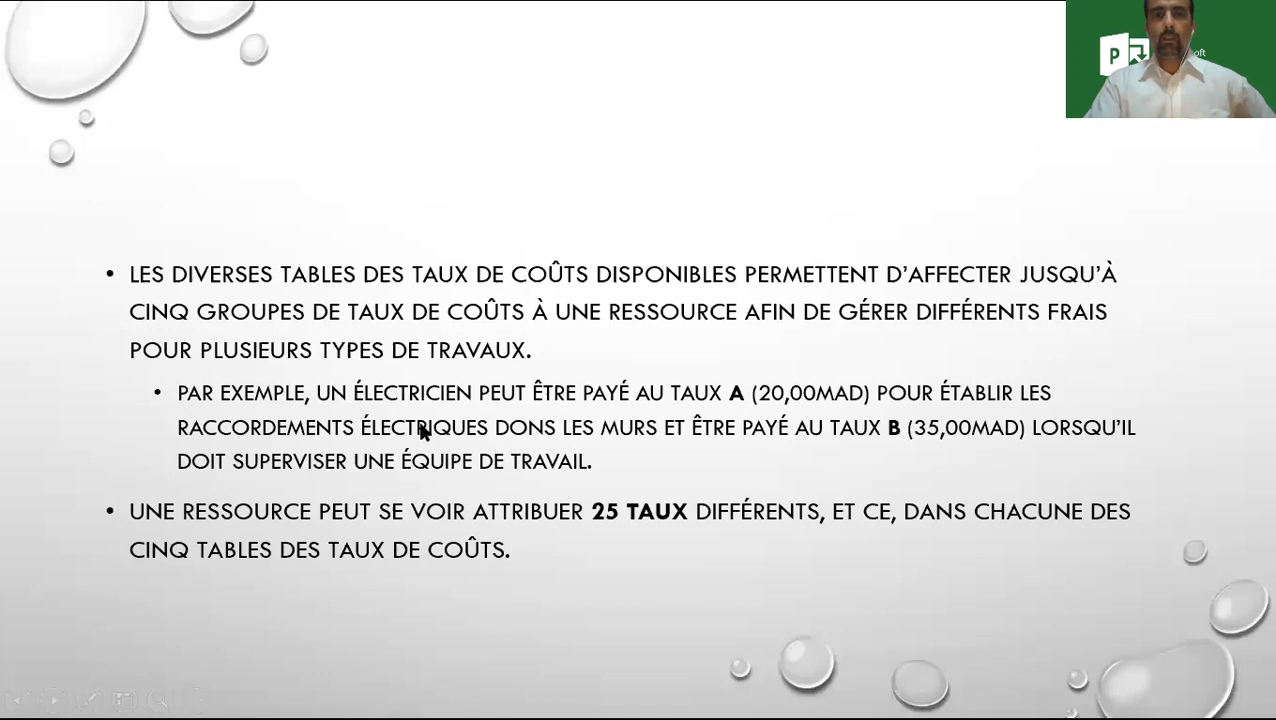 P
soft
• LES DIVERSES TABLES DES TAUX DE COÛTS DISPONIBLES PERMETTENT D’AFFECTER JUSQU’À
CINQ GROUPES DE TAUX DE COÛTS À UNE RESSOURCE AFIN DE GÉRER DIFFÉRENTS FRAIS
POUR PLUSIEURS TYPES DE TRAVAUX.
• PAR EXEMPLE, UN ÉLECTRICIEN PEUT ÊTRE PAYÉ AU TAUX A (20,00MAD) POUR ÉTABLIR LES
RACCORDEMENTS ÉLECTRIQUES DONS LES MURS ET ÊTRE PAYÉ AU TAUX B (35,00MAD) LORSQU’IL
DOIT SUPERVISER UNE ÉQUIPE DE TRAVAIL.
• UNE RESSOURCE PEUT SE VOIR ATTRIBUER 25 TAUX DIFFÉRENTS, ET CE, DANS CHACUNE DES
CINQ TABLES DES TAUX DE COÛTS.